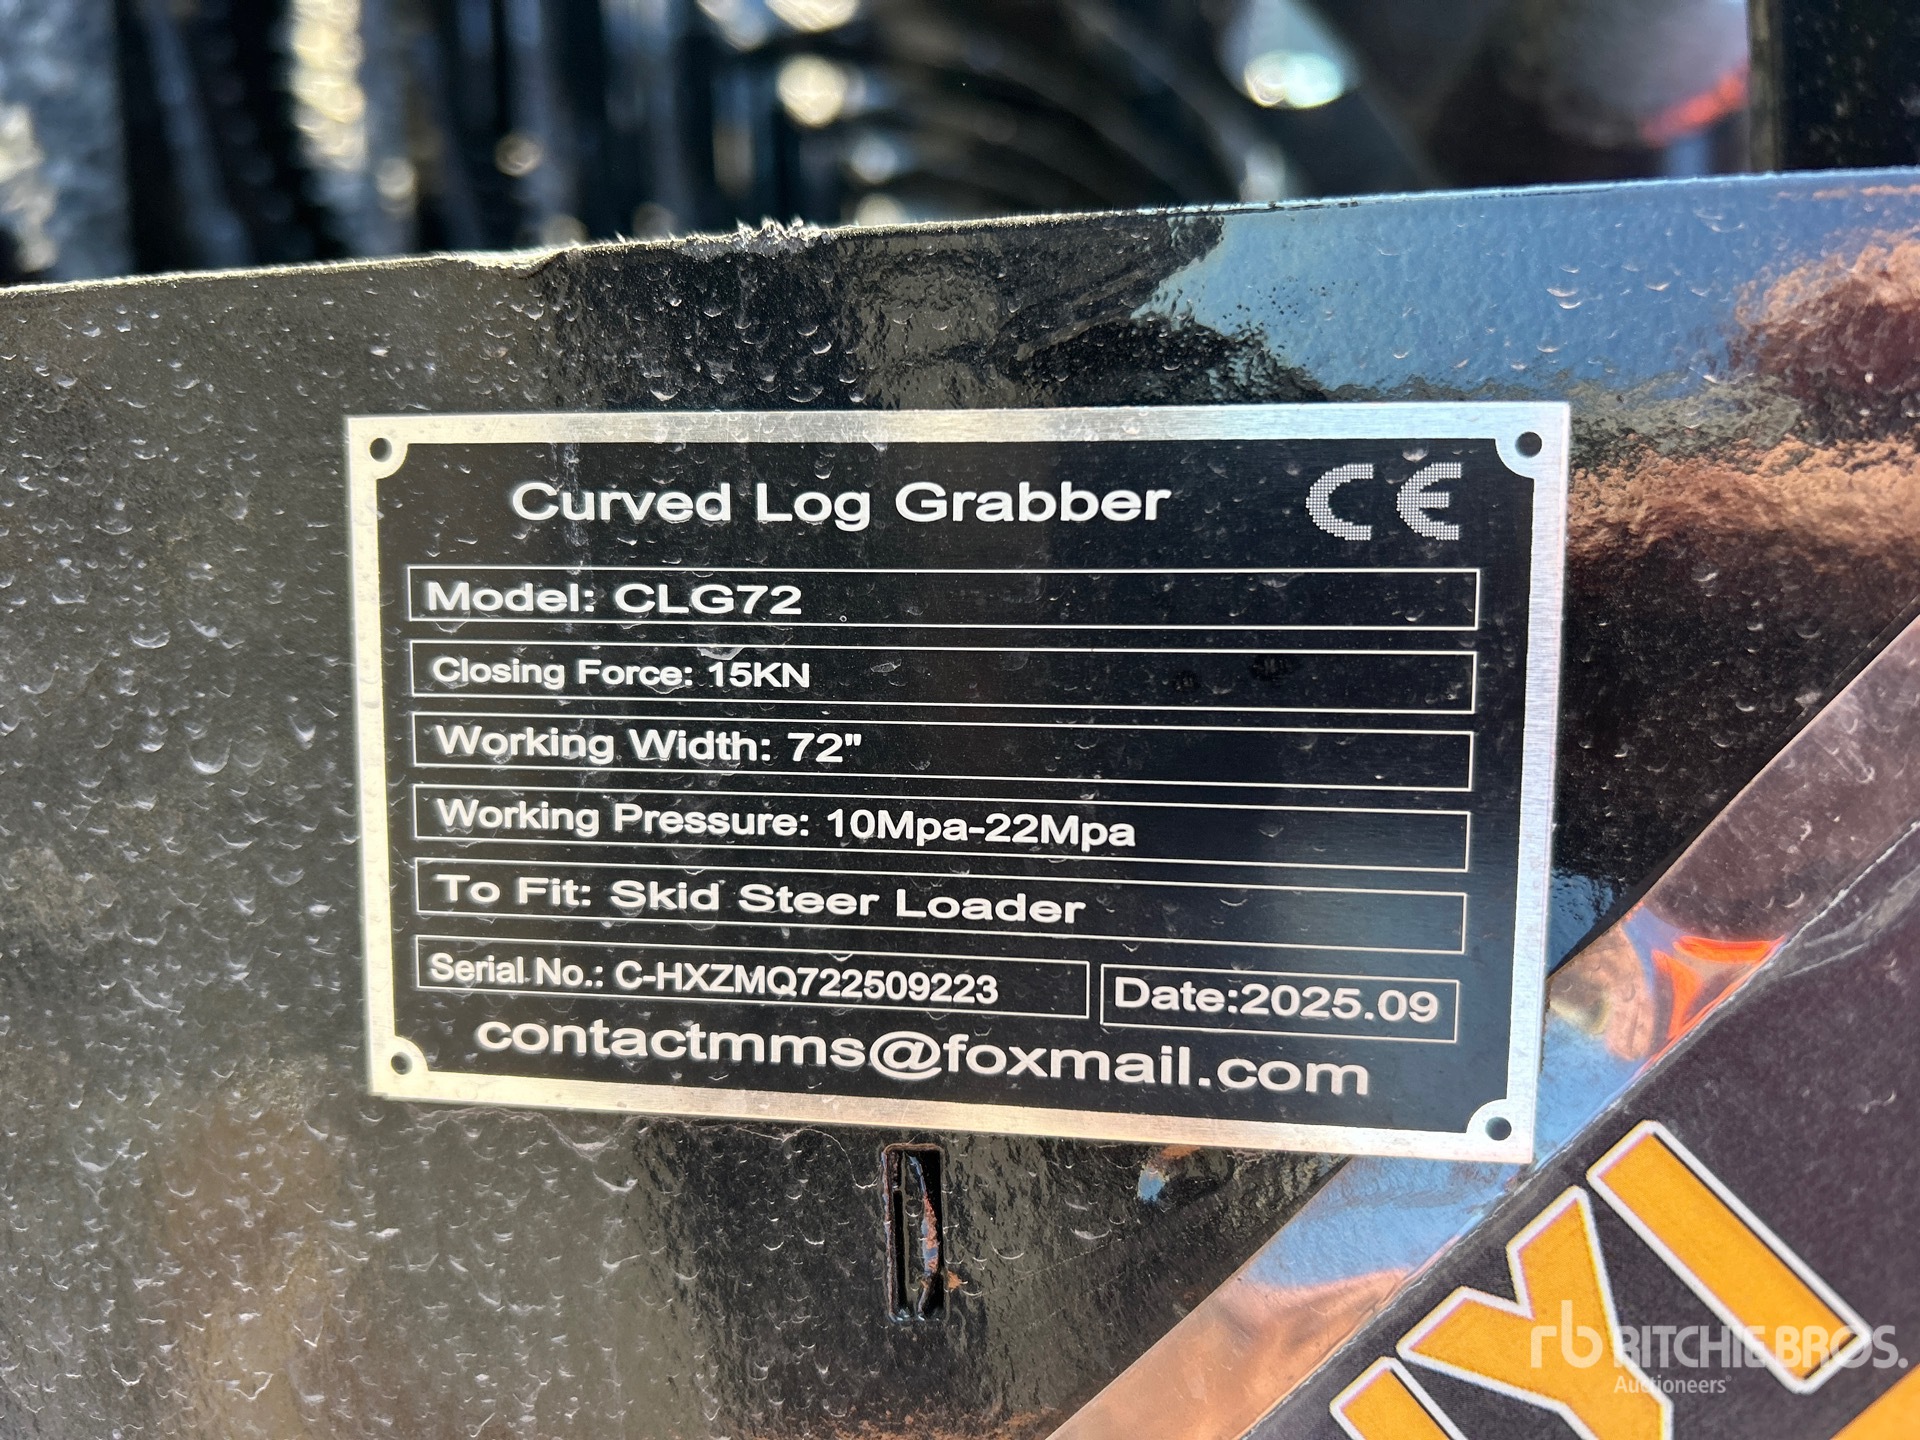 Curved Log Grabber CE
Model: CLG72
Closing Force: 15KN
Working Width: 72"
Working Pressure: 10Mpa-22Mpa
To Fit: Skid Steer Loader
Serial No.: C-HXZMQ722509223 Date:2025.09
contactmms@foxmail.com
rb RITCHIE BROS.
Auctioneers